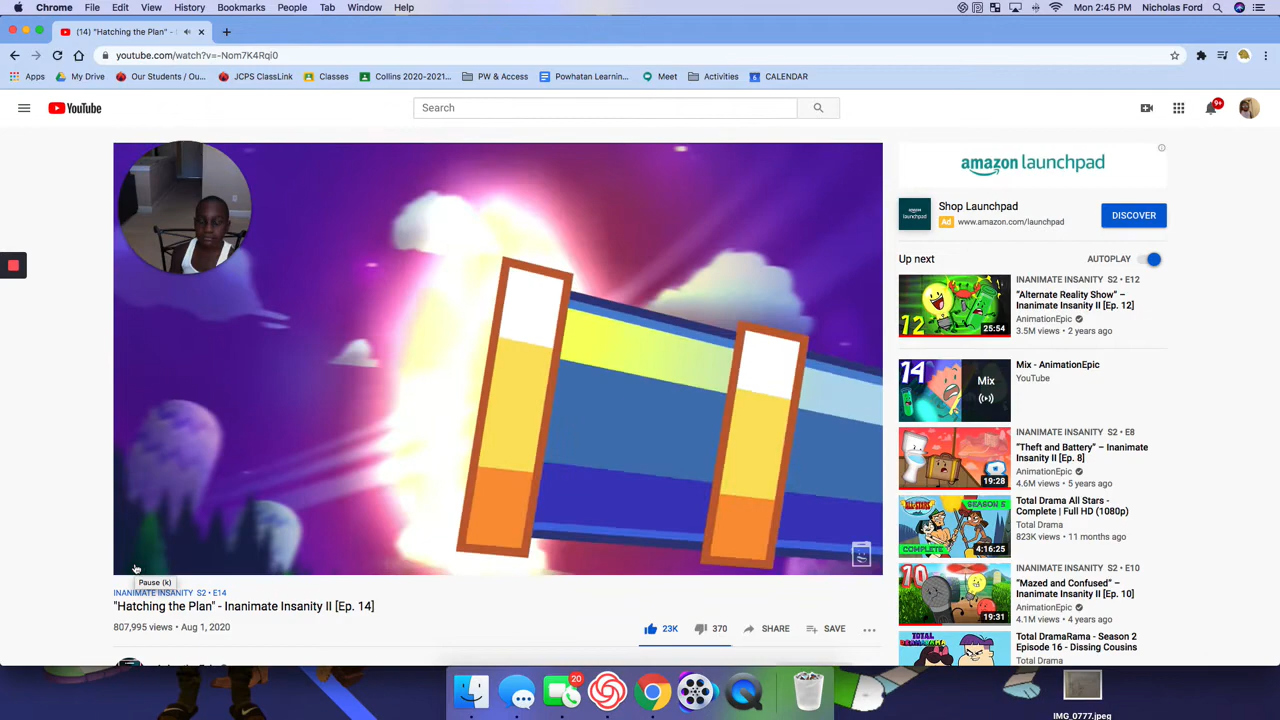 Chrome File Edit View History Bookmarks People Tab Window Help Mon 2:45 PM Nicholas Ford
(14) "Hatching the Plan" -
youtube.com/watch?v=-Nom7K4Rqi0
Apps My Drive Our Students / Ou... JCPS ClassLink Classes Collins 2020-2021... PW & Access Powhatan Learnin... Meet Activities CALENDAR
YouTube
Search
9+
amazon launchpad
launchpad
Shop Launchpad
Ad www.amazon.com/launchpad
DISCOVER
Up next
AUTOPLAY
12
25:54
INANIMATE INSANITY S2 • E12
"Alternate Reality Show" –
Inanimate Insanity II [Ep. 12]
AnimationEpic
3.5M views • 2 years ago
14
Mix
Mix - AnimationEpic
YouTube
19:28
INANIMATE INSANITY S2 • E8
"Theft and Battery" – Inanimate
Insanity II [Ep. 8]
AnimationEpic
4.6M views • 5 years ago
SEASON 5
COMPLETE
4:16:25
Total Drama All Stars -
Complete | Full HD (1080p)
Total Drama
823K views • 11 months ago
10
19:31
INANIMATE INSANITY S2 • E10
"Mazed and Confused" –
Inanimate Insanity II [Ep. 10]
AnimationEpic
4.1M views • 4 years ago
TOTAL
Total DramaRama - Season 2
Episode 16 - Dissing Cousins
Total Drama
Pause (k)
INANIMATE INSANITY S2 • E14
"Hatching the Plan" - Inanimate Insanity II [Ep. 14]
807,995 views • Aug 1, 2020
23K 370 SHARE SAVE
20
IMG_0777.jpeg